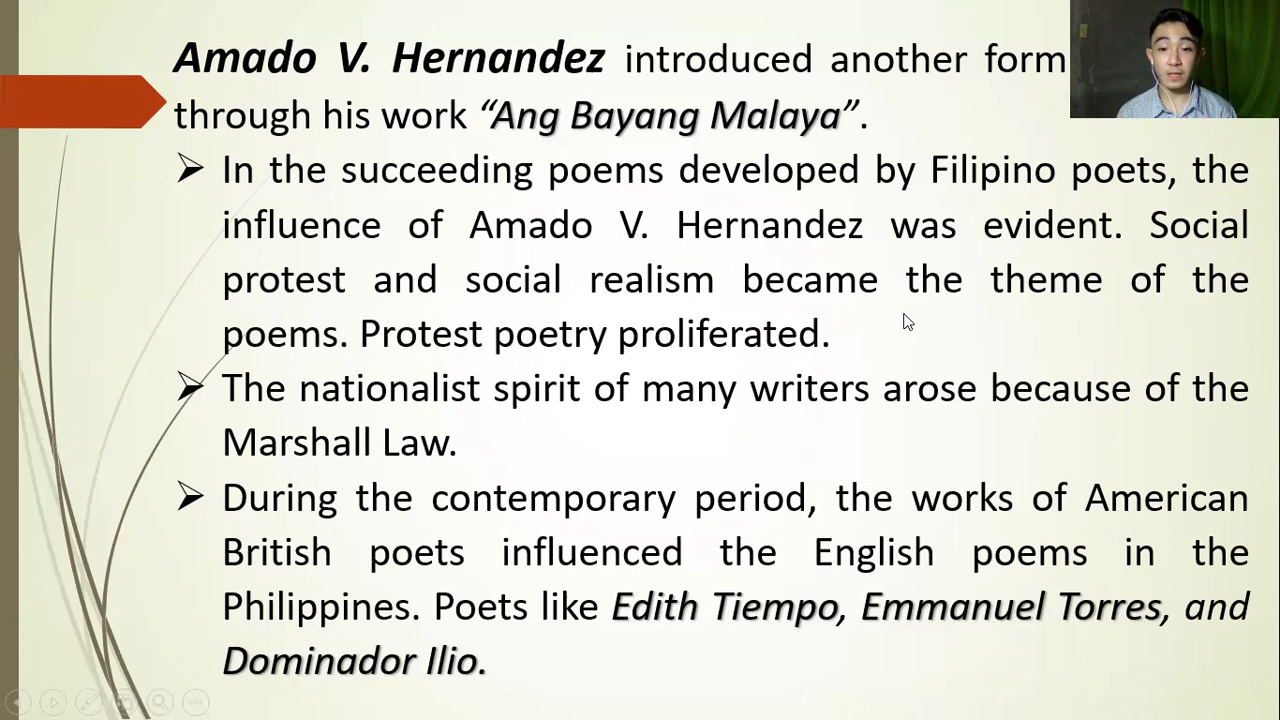 Amado V. Hernandez introduced another form
through his work “Ang Bayang Malaya”.
➢ In the succeeding poems developed by Filipino poets, the
influence of Amado V. Hernandez was evident. Social
protest and social realism became the theme of the
poems. Protest poetry proliferated.
➢ The nationalist spirit of many writers arose because of the
Marshall Law.
➢ During the contemporary period, the works of American
British poets influenced the English poems in the
Philippines. Poets like Edith Tiempo, Emmanuel Torres, and
Dominador Ilio.